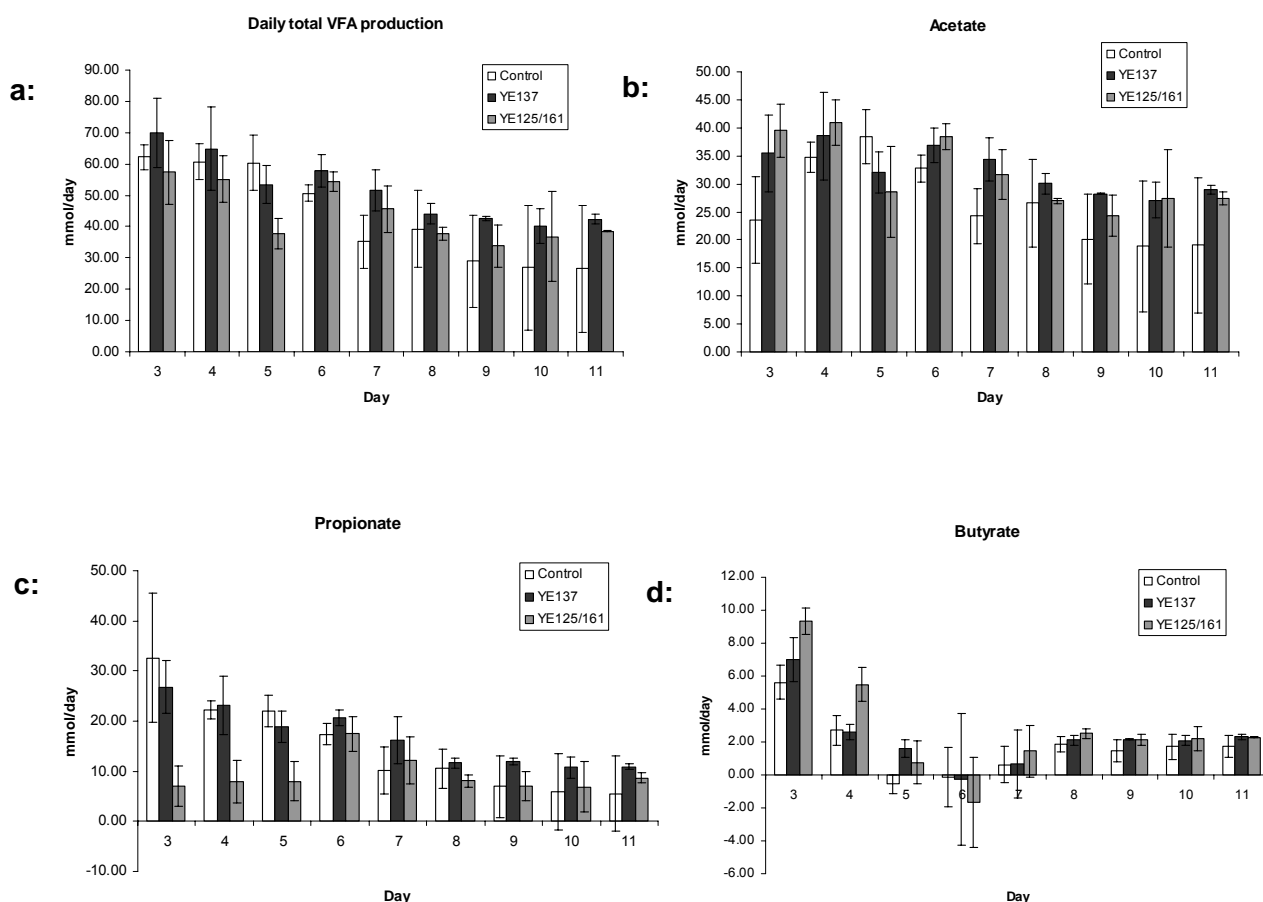 Daily total VFA production
a:
90.00
80.00
70.00
60.00
50.00
40.00
30.00
20.00
10.00
0.00
mmol/day
Control
YE137
YE125/161
3 4 5 6 7 8 9 10 11
Day
Acetate
b:
50.00
45.00
40.00
35.00
30.00
25.00
20.00
15.00
10.00
5.00
0.00
mmol/day
Control
YE137
YE125/161
3 4 5 6 7 8 9 10 11
Day
Propionate
c:
50.00
40.00
30.00
20.00
10.00
0.00
-10.00
mmol/day
Control
YE137
YE125/161
3 4 5 6 7 8 9 10 11
Day
Butyrate
d:
12.00
10.00
8.00
6.00
4.00
2.00
0.00
-2.00
-4.00
-6.00
mmol/day
Control
YE137
YE125/161
3 4 5 6 7 8 9 10 11
Day